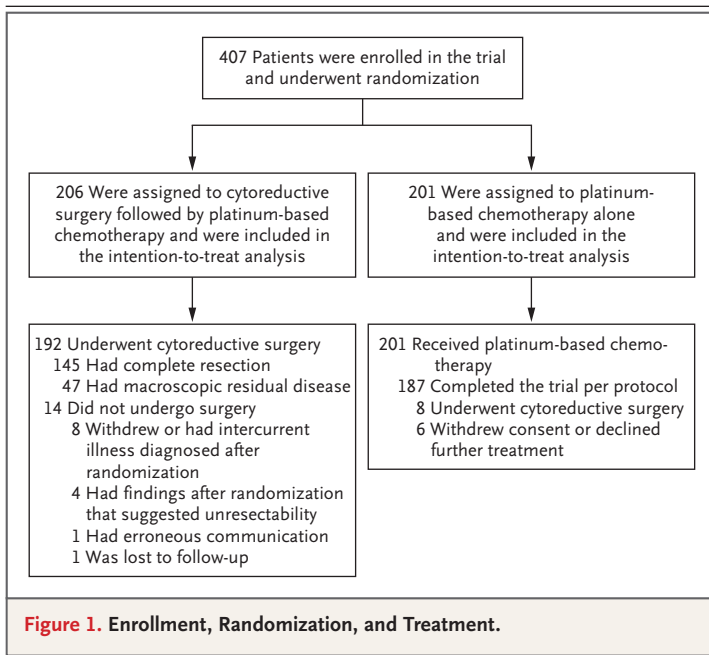 407 Patients were enrolled in the trial
and underwent randomization
206 Were assigned to cytoreductive
surgery followed by platinum-based
chemotherapy and were included in
the intention-to-treat analysis
201 Were assigned to platinum-
based chemotherapy alone
and were included in the
intention-to-treat analysis
192 Underwent cytoreductive surgery
145 Had complete resection
47 Had macroscopic residual disease
14 Did not undergo surgery
8 Withdrew or had intercurrent
illness diagnosed after
randomization
4 Had findings after randomization
that suggested unresectability
1 Had erroneous communication
1 Was lost to follow-up
201 Received platinum-based chemo-
therapy
187 Completed the trial per protocol
8 Underwent cytoreductive surgery
6 Withdrew consent or declined
further treatment
Figure 1. Enrollment, Randomization, and Treatment.